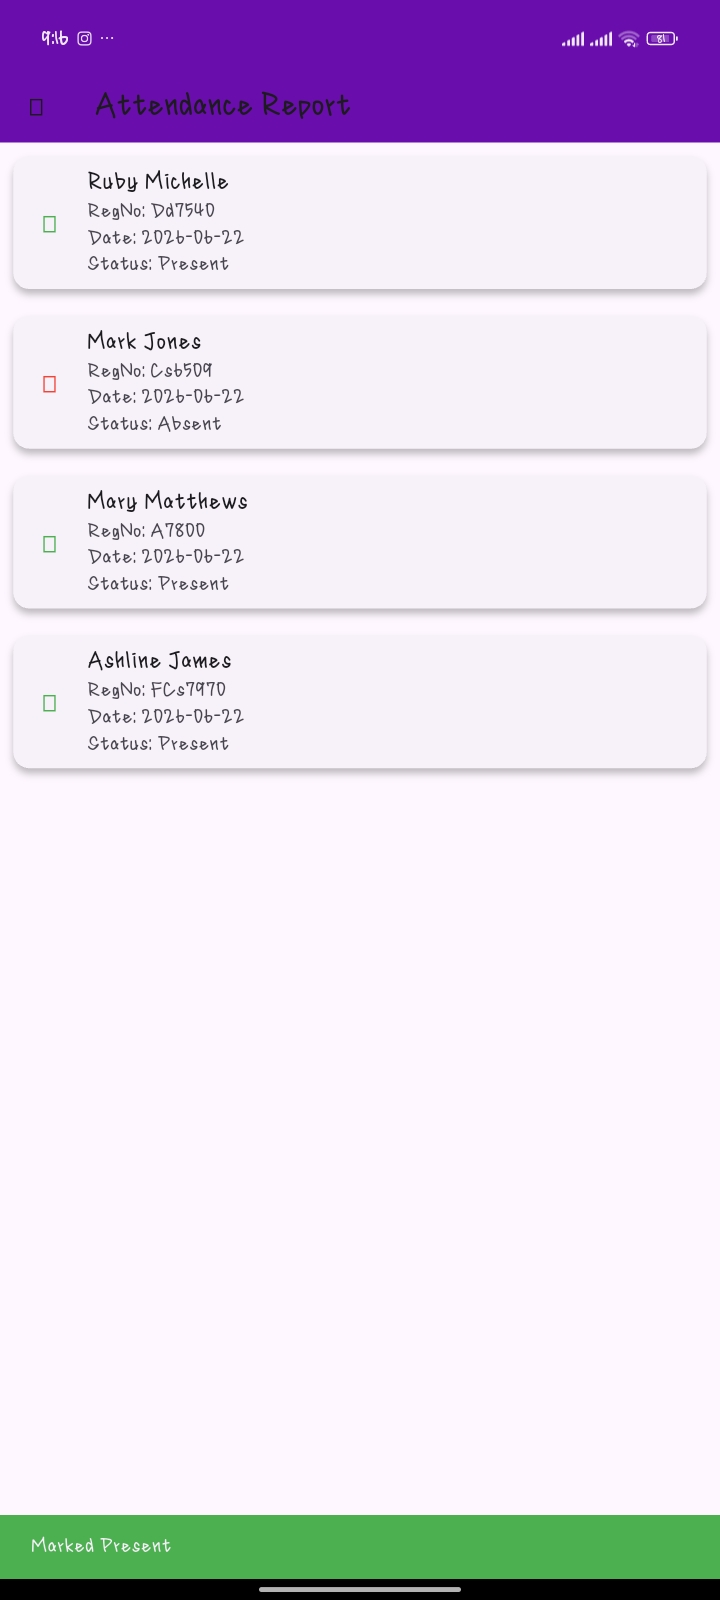 9:16 ... 81
Attendance Report
Ruby Michelle
RegNo: Dd7540
Date: 2026-06-22
Status: Present
Mark Jones
RegNo: Cs6509
Date: 2026-06-22
Status: Absent
Mary Matthews
RegNo: A7800
Date: 2026-06-22
Status: Present
Ashline James
RegNo: FCs7970
Date: 2026-06-22
Status: Present
Marked Present